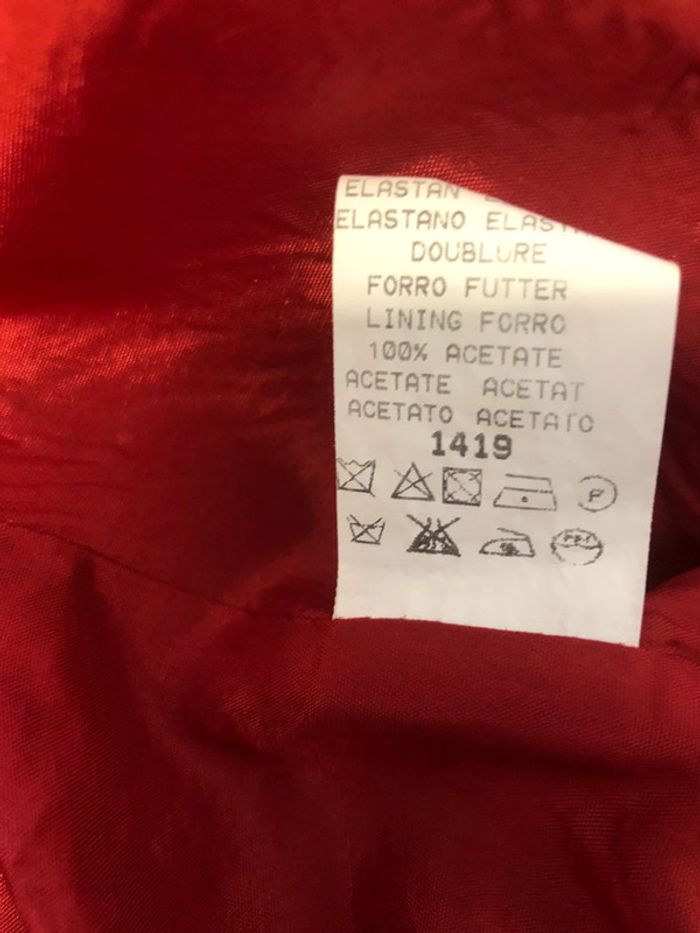 ELASTAN
ELASTANO
DOUBLURE
FORRO FUTTER
LINING FORRO
100% ACETATE
ACETATE ACETAT
ACETATO ACETATO
1419
P